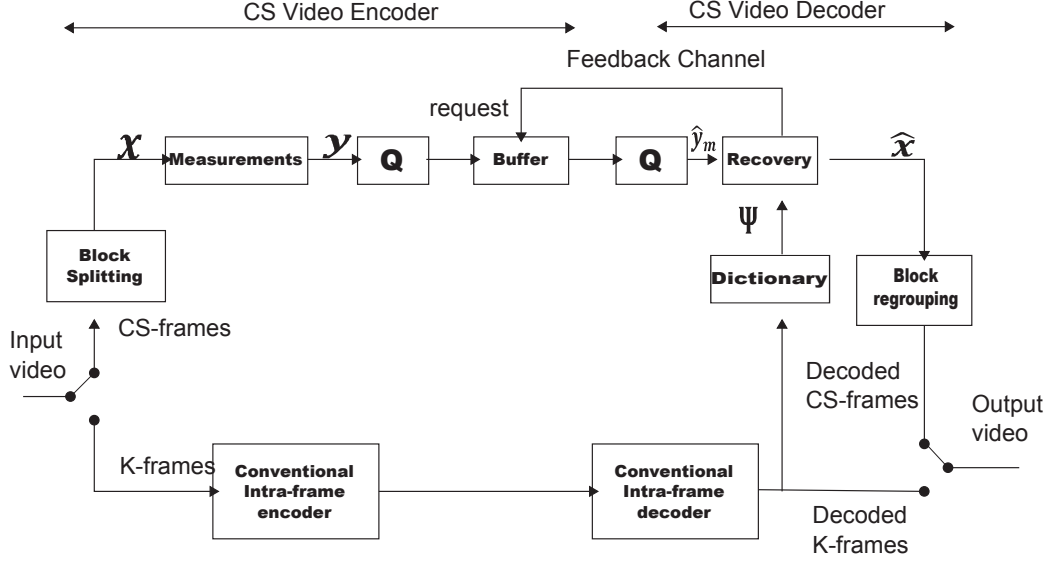 CS Video Encoder
CS Video Decoder
Feedback Channel
request
x
Measurements
y
Q
Buffer
Q
ŷₘ
Recovery
x̂
Ψ
Block
Splitting
Dictionary
Block
regrouping
CS-frames
Input
video
Decoded
CS-frames
Output
video
K-frames
Conventional
Intra-frame
encoder
Conventional
Intra-frame
decoder
Decoded
K-frames